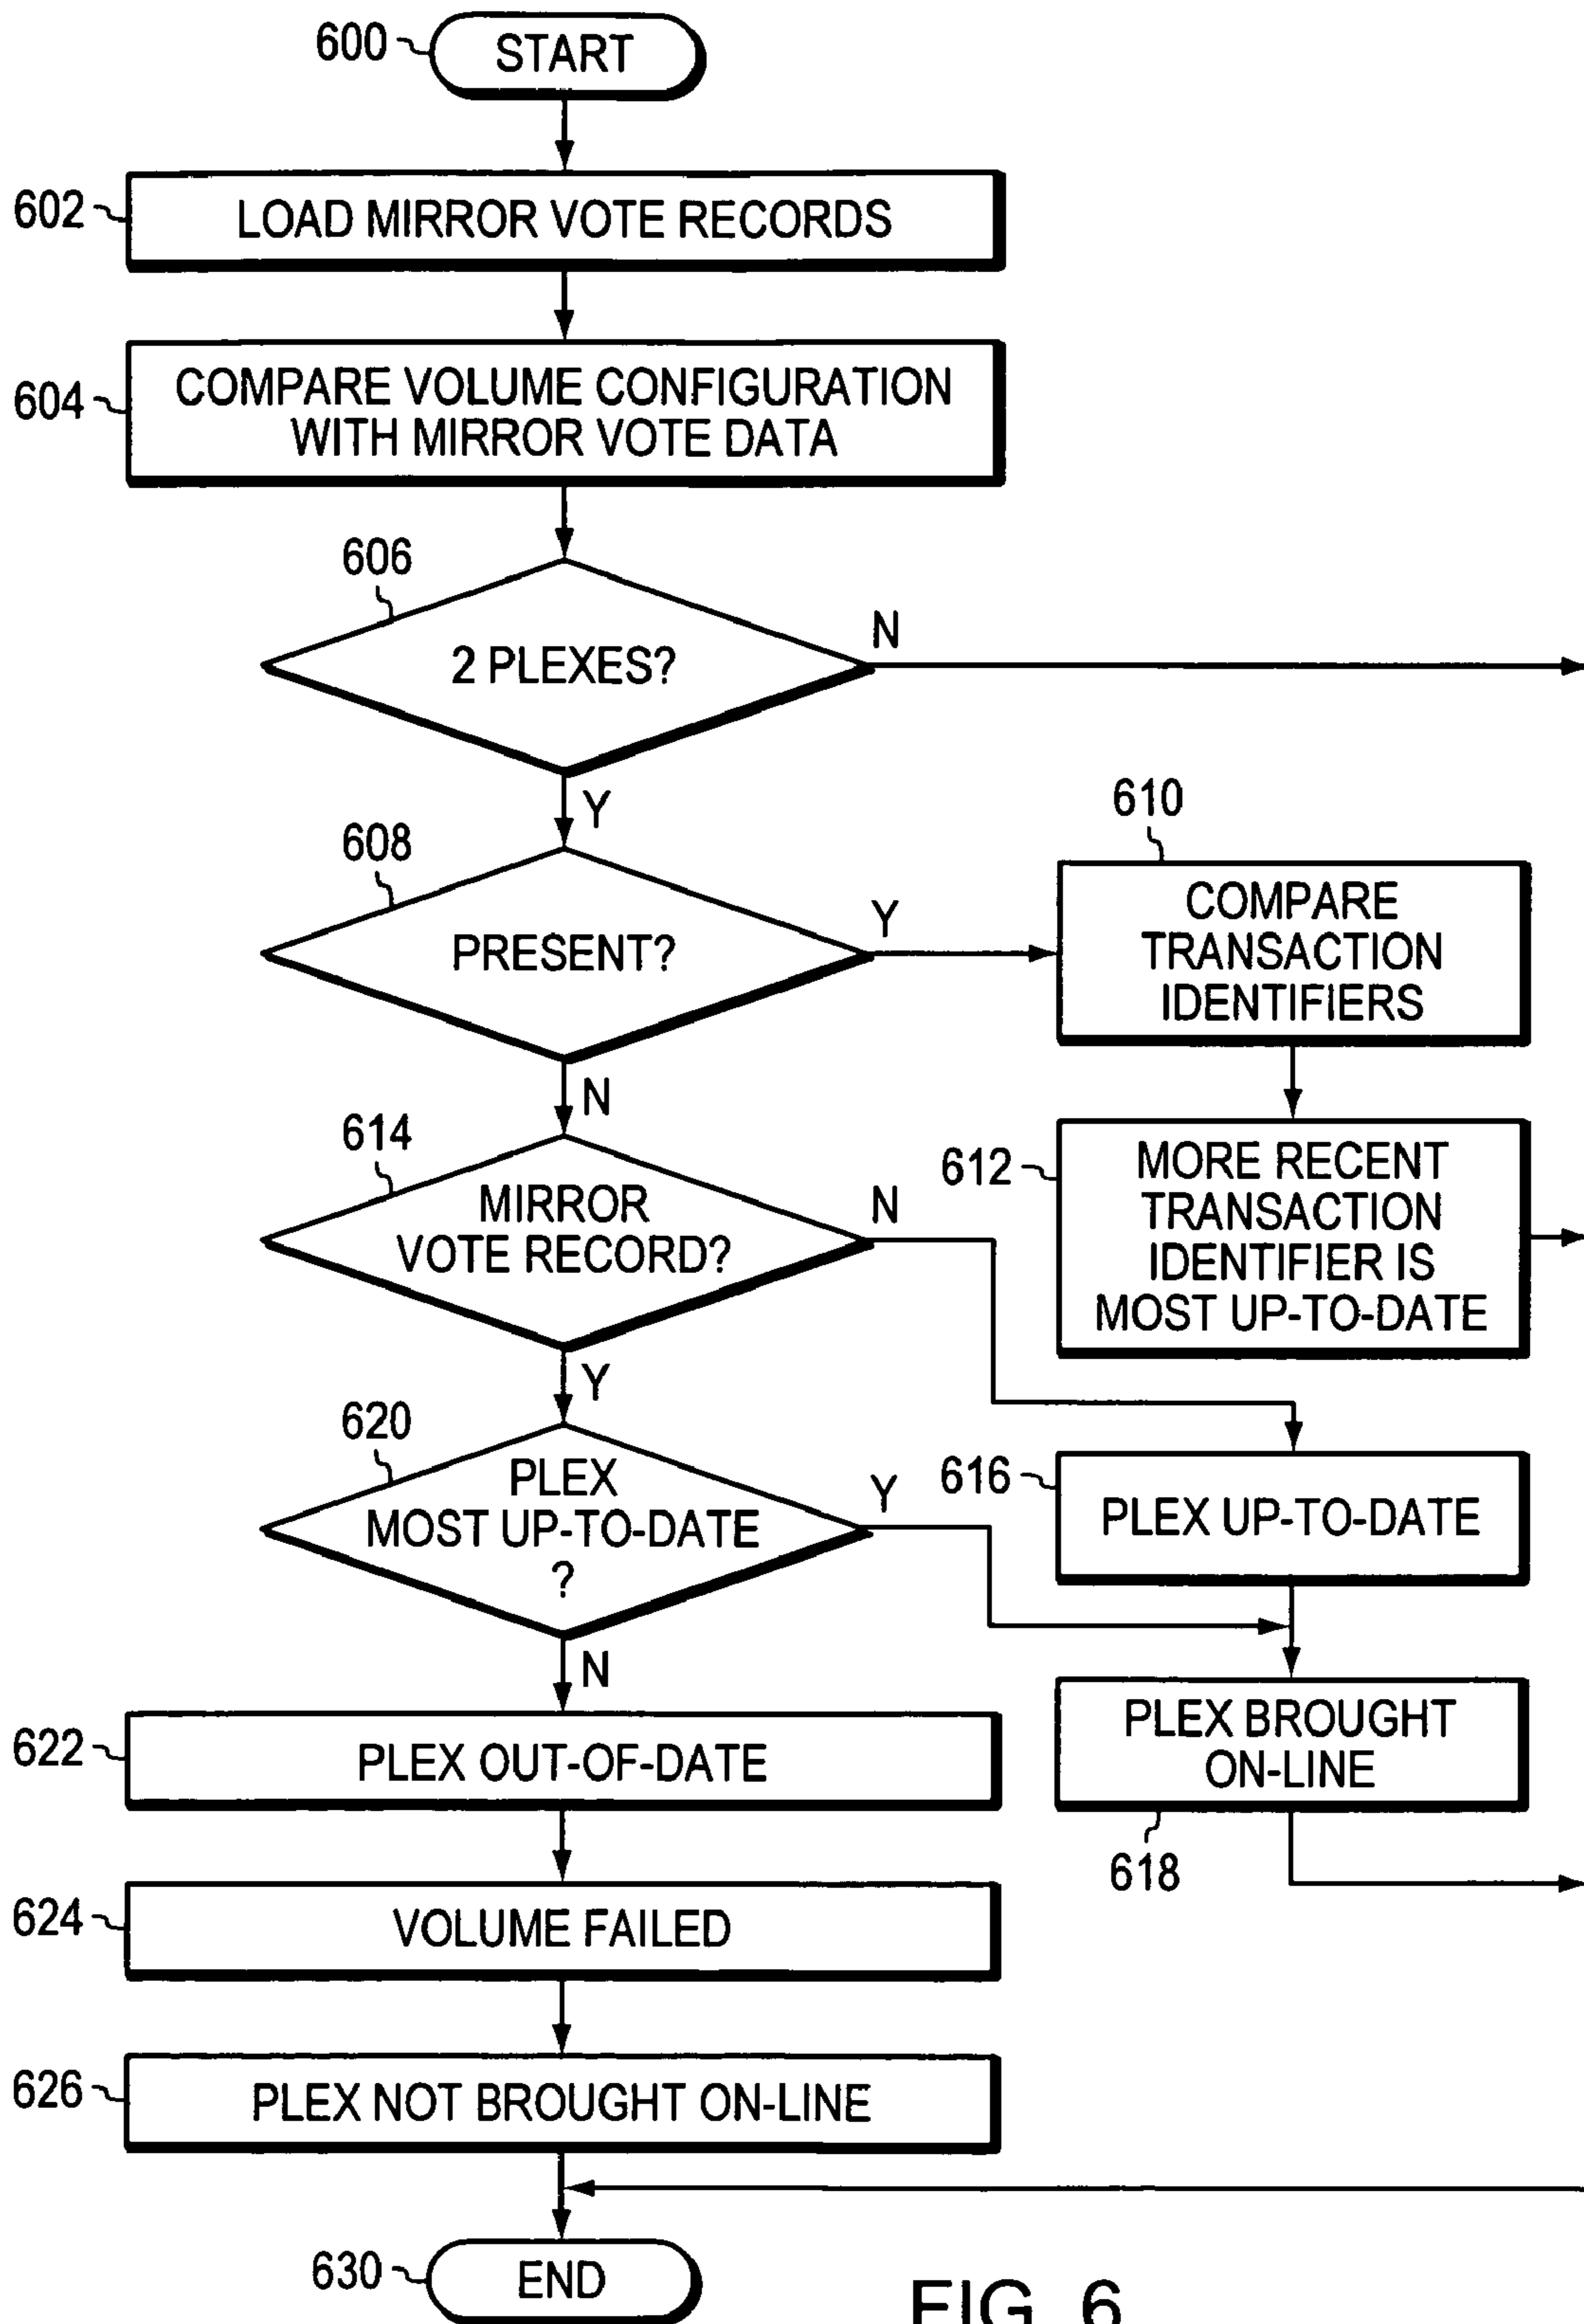 600
START
602
LOAD MIRROR VOTE RECORDS
604
COMPARE VOLUME CONFIGURATION
WITH MIRROR VOTE DATA
606
2 PLEXES?
N
Y
608
PRESENT?
Y
N
610
COMPARE
TRANSACTION
IDENTIFIERS
612
MORE RECENT
TRANSACTION
IDENTIFIER IS
MOST UP-TO-DATE
614
MIRROR
VOTE RECORD?
N
Y
616
PLEX UP-TO-DATE
620
PLEX
MOST UP-TO-DATE
?
Y
N
618
PLEX BROUGHT
ON-LINE
622
PLEX OUT-OF-DATE
624
VOLUME FAILED
626
PLEX NOT BROUGHT ON-LINE
630
END
FIG. 6